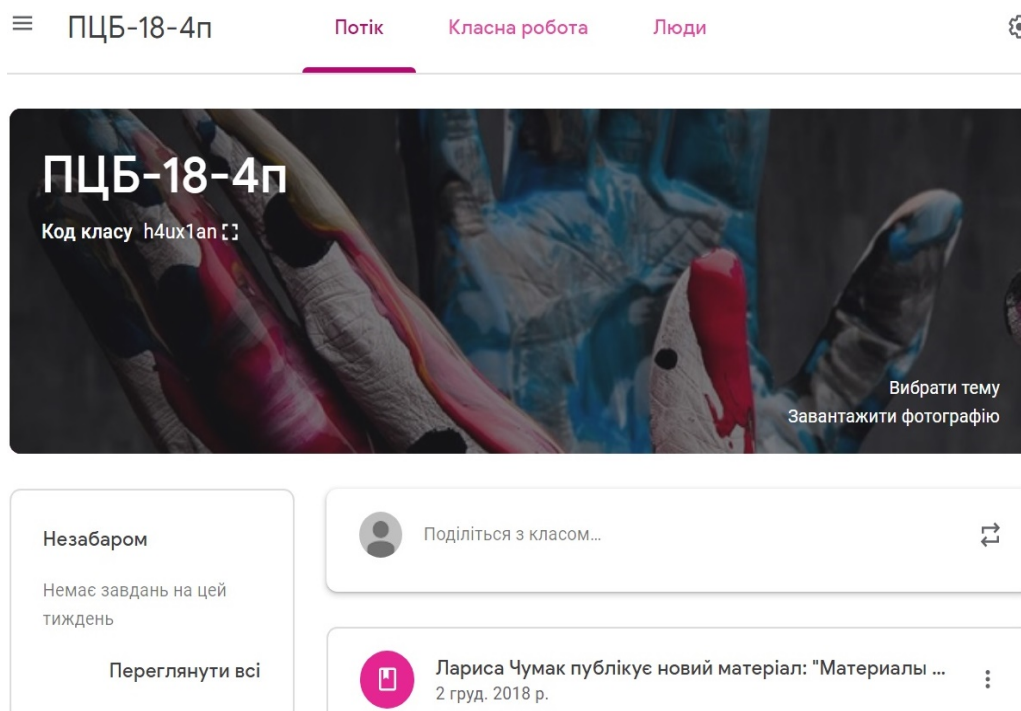 ПЦБ-18-4п
Потік Класна робота Люди
ПЦБ-18-4п
Код класу h4ux1an
Вибрати тему
Завантажити фотографію
Незабаром
Немає завдань на цей
тиждень
Переглянути всі
Поділіться з класом...
Лариса Чумак публікує новий матеріал: "Материалы ...
2 груд. 2018 р.